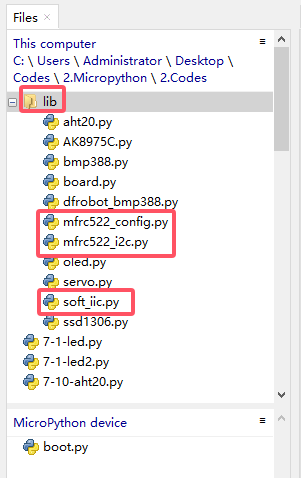 Files ×
This computer
C: \ Users \ Administrator \ Desktop \
Codes \ 2.Micropython \ 2.Codes
lib
aht20.py
AK8975C.py
bmp388.py
board.py
dfrobot_bmp388.py
mfrc522_config.py
mfrc522_i2c.py
oled.py
servo.py
soft_iic.py
ssd1306.py
7-1-led.py
7-1-led2.py
7-10-aht20.py
MicroPython device
boot.py